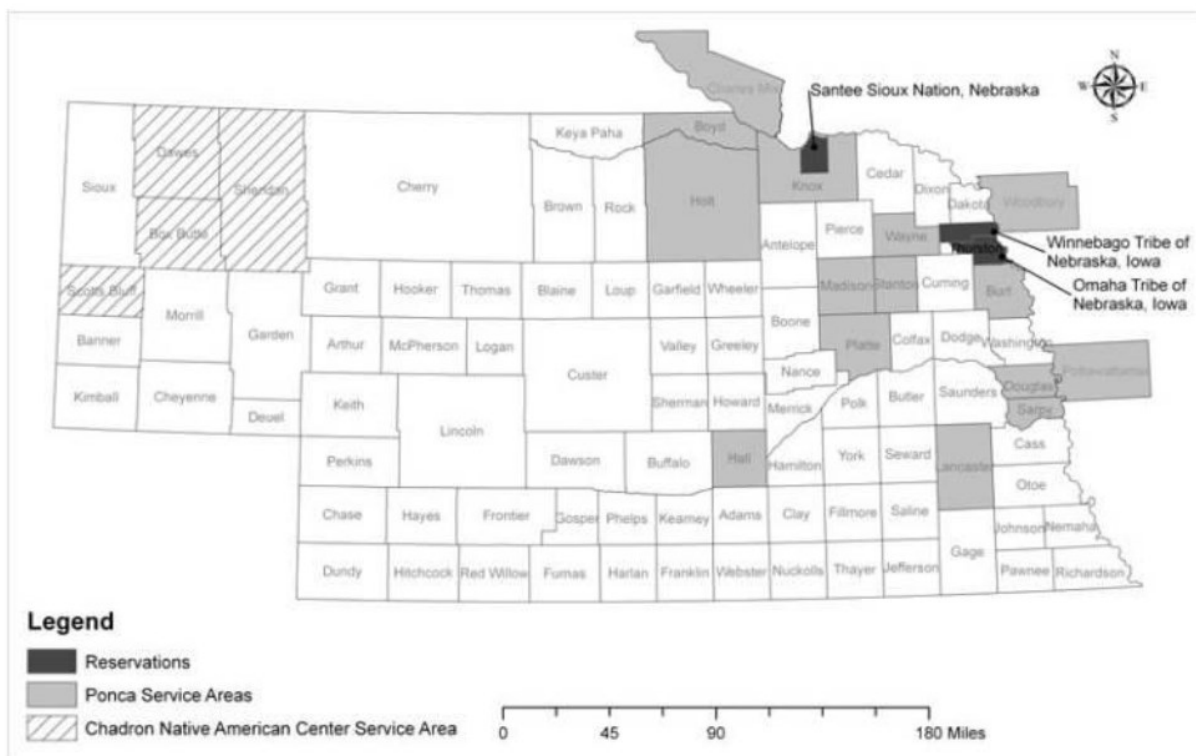 N
W E
S
Santee Sioux Nation, Nebraska
Charles Mix
Boyd
Keya Paha
Dawes
Sioux
Sheridan
Cherry
Brown
Rock
Holt
Knox
Cedar
Dixon
Dakota
Woodbury
Box Butte
Antelope
Pierce
Wayne
Thurston
Winnebago Tribe of
Nebraska, Iowa
Omaha Tribe of
Nebraska, Iowa
Scotts Bluff
Morrill
Garden
Grant
Hooker
Thomas
Blaine
Loup
Garfield
Wheeler
Madison
Stanton
Cuming
Burt
Banner
Arthur
McPherson
Logan
Custer
Valley
Greeley
Boone
Platte
Colfax
Dodge
Washington
Nance
Kimball
Cheyenne
Deuel
Keith
Lincoln
Sherman
Howard
Merrick
Polk
Butler
Saunders
Douglas
Pottawattamie
Sarpy
Perkins
Dawson
Buffalo
Hall
Hamilton
York
Seward
Lancaster
Cass
Otoe
Chase
Hayes
Frontier
Gosper
Phelps
Kearney
Adams
Clay
Fillmore
Saline
Gage
Johnson
Nemaha
Dundy
Hitchcock
Red Willow
Furnas
Harlan
Franklin
Webster
Nuckolls
Thayer
Jefferson
Pawnee
Richardson
Legend
Reservations
Ponca Service Areas
Chadron Native American Center Service Area
0 45 90 180 Miles